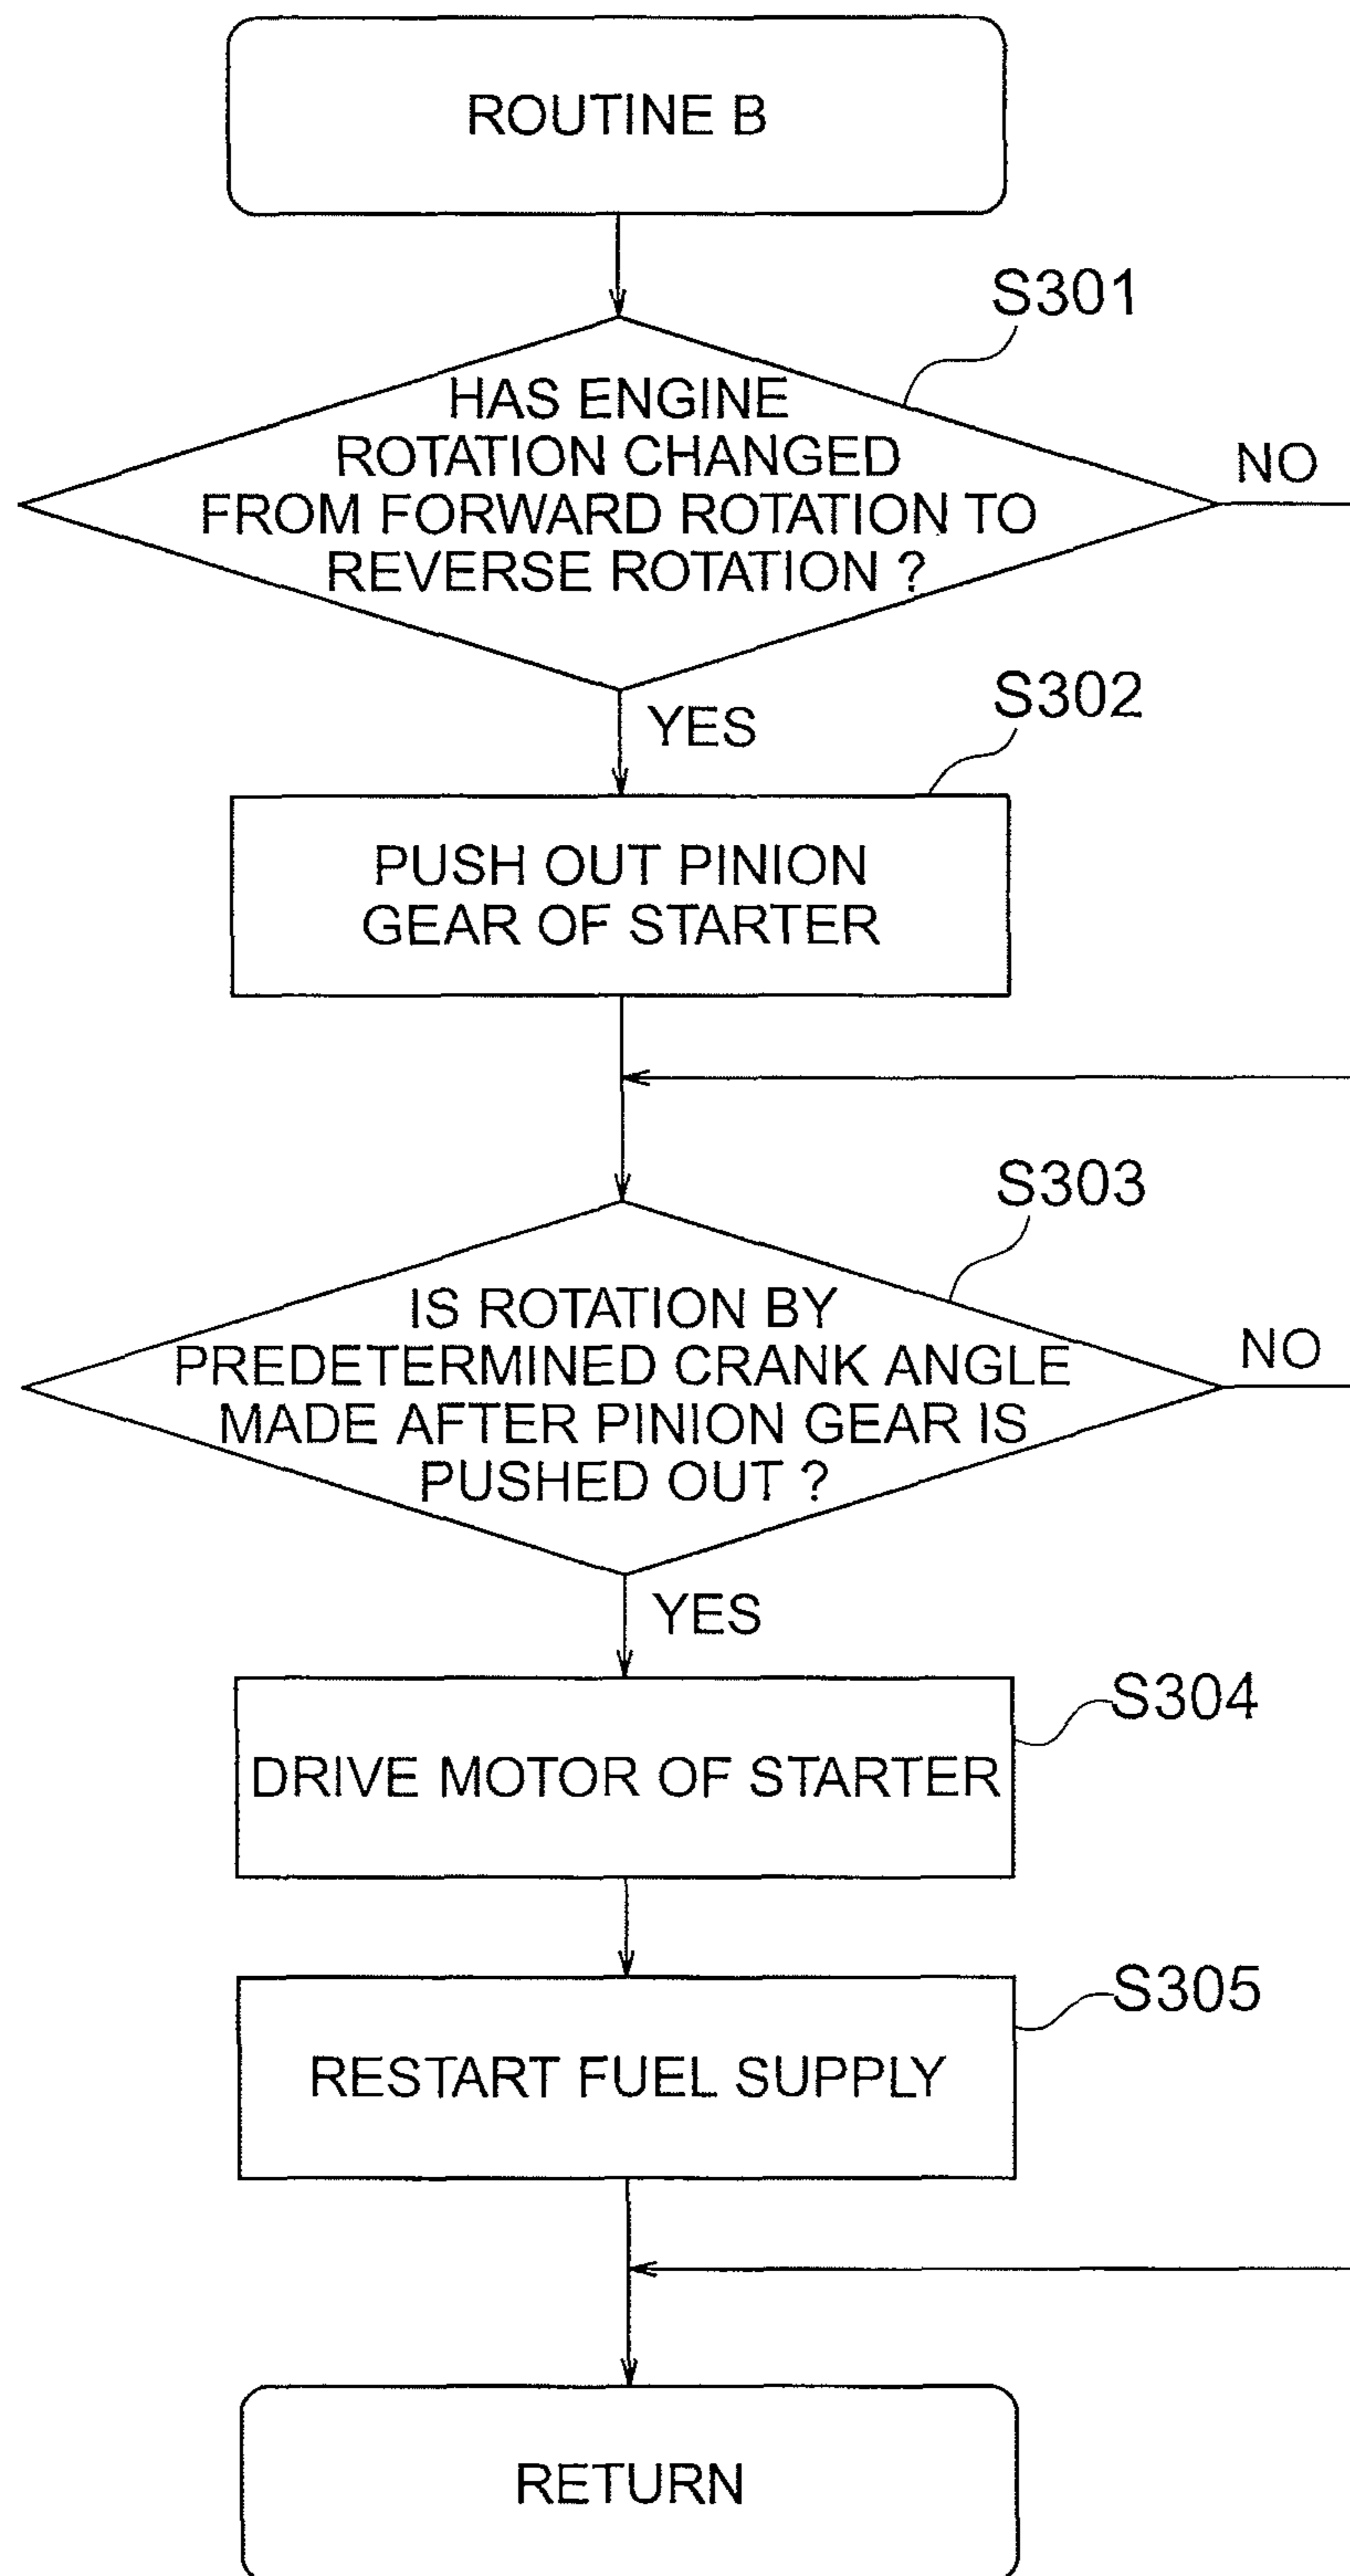 ROUTINE B
S301
HAS ENGINE
ROTATION CHANGED
FROM FORWARD ROTATION TO
REVERSE ROTATION ?
NO
YES
S302
PUSH OUT PINION
GEAR OF STARTER
S303
IS ROTATION BY
PREDETERMINED CRANK ANGLE
MADE AFTER PINION GEAR IS
PUSHED OUT ?
NO
YES
S304
DRIVE MOTOR OF STARTER
S305
RESTART FUEL SUPPLY
RETURN